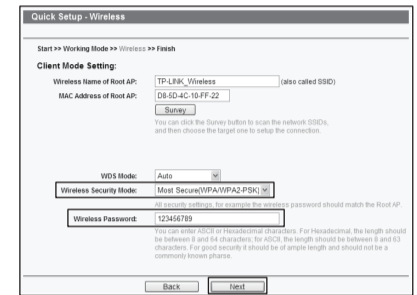 Quick Setup - Wireless
Start >> Working Mode >> Wireless >> Finish
Client Mode Setting:
Wireless Name of Root AP: TP-LINK_Wireless (also called SSID)
MAC Address of Root AP: D8-5D-4C-10-FF-22
Survey
You can click the Survey button to scan the network SSIDs,
and then choose the target one to setup the connection.
WDS Mode: Auto
Wireless Security Mode: Most Secure(WPA/WPA2-PSK)
All security settings, for example the wireless password should match the Root AP.
Wireless Password: 123456789
You can enter ASCII or Hexadecimal characters. For Hexadecimal, the length should
be between 8 and 64 characters; for ASCII, the length should be between 8 and 63
characters. For good security it should be of ample length and should not be a
commonly known pharse.
Back Next